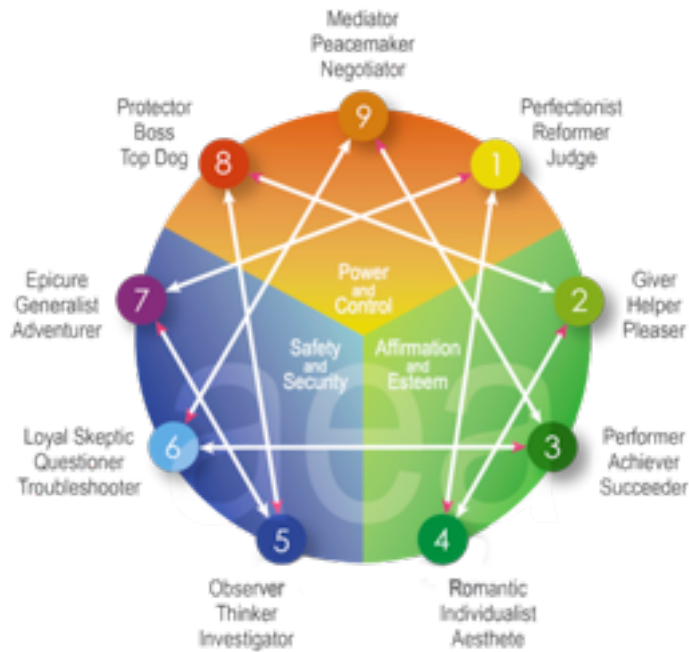 Mediator
Peacemaker
Negotiator
9
Protector
Boss
Top Dog
8
Perfectionist
Reformer
Judge
1
Epicure
Generalist
Adventurer
7
Power
and
Control
Giver
Helper
Pleaser
2
Safety
and
Security
Affirmation
and
Esteem
aea
Loyal Skeptic
Questioner
Troubleshooter
6
Performer
Achiever
Succeeder
3
5
Observer
Thinker
Investigator
4
Romantic
Individualist
Aesthete